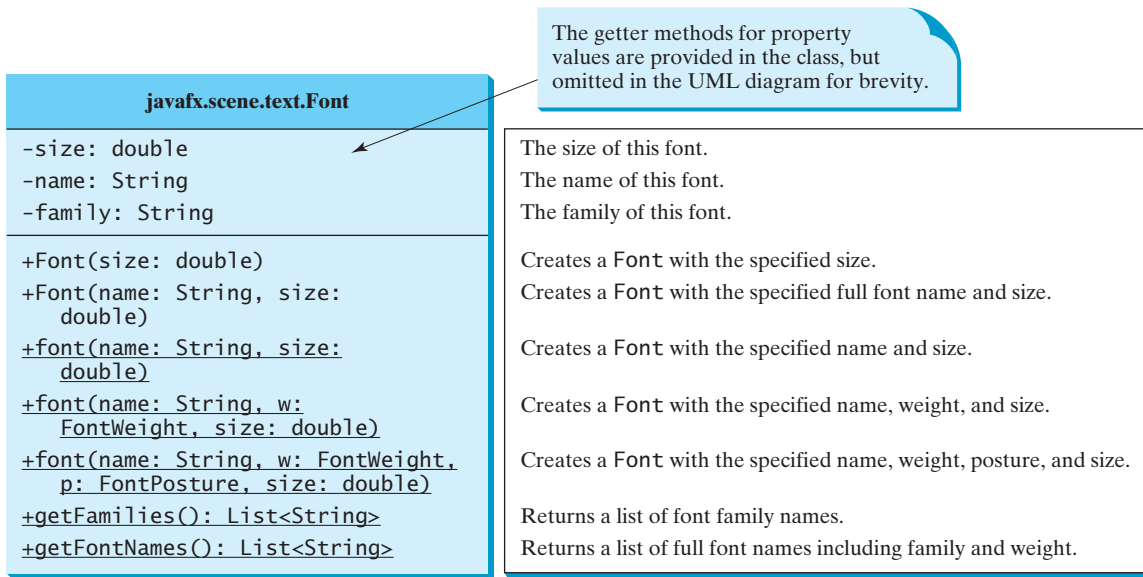 The getter methods for property
values are provided in the class, but
omitted in the UML diagram for brevity.
javafx.scene.text.Font
-size: double
The size of this font.
-name: String
The name of this font.
-family: String
The family of this font.
+Font(size: double)
Creates a Font with the specified size.
+Font(name: String, size:
double)
Creates a Font with the specified full font name and size.
+font(name: String, size:
double)
Creates a Font with the specified name and size.
+font(name: String, w:
FontWeight, size: double)
Creates a Font with the specified name, weight, and size.
+font(name: String, w: FontWeight,
p: FontPosture, size: double)
Creates a Font with the specified name, weight, posture, and size.
+getFamilies(): List<String>
Returns a list of font family names.
+getFontNames(): List<String>
Returns a list of full font names including family and weight.